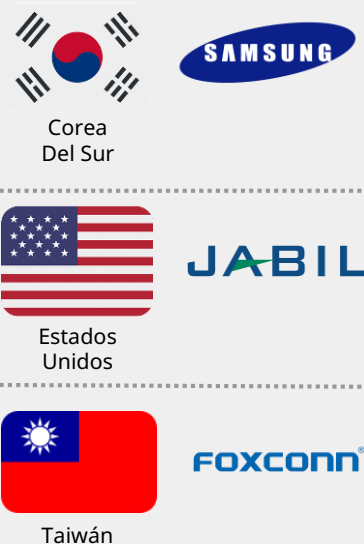 SAMSUNG
Corea
Del Sur
JABIL
Estados
Unidos
FOXCONN®
Taiwán